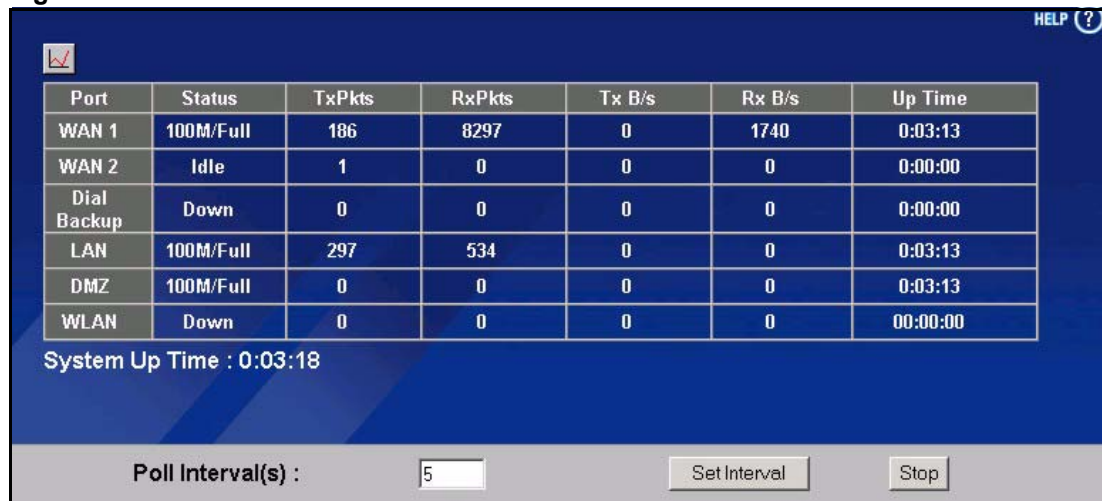 HELP ?
Port Status TxPkts RxPkts Tx B/s Rx B/s Up Time
WAN 1 100M/Full 186 8297 0 1740 0:03:13
WAN 2 Idle 1 0 0 0 0:00:00
Dial Backup Down 0 0 0 0 0:00:00
LAN 100M/Full 297 534 0 0 0:03:13
DMZ 100M/Full 0 0 0 0 0:03:13
WLAN Down 0 0 0 0 00:00:00
System Up Time : 0:03:18
Poll Interval(s) : 5 Set Interval Stop